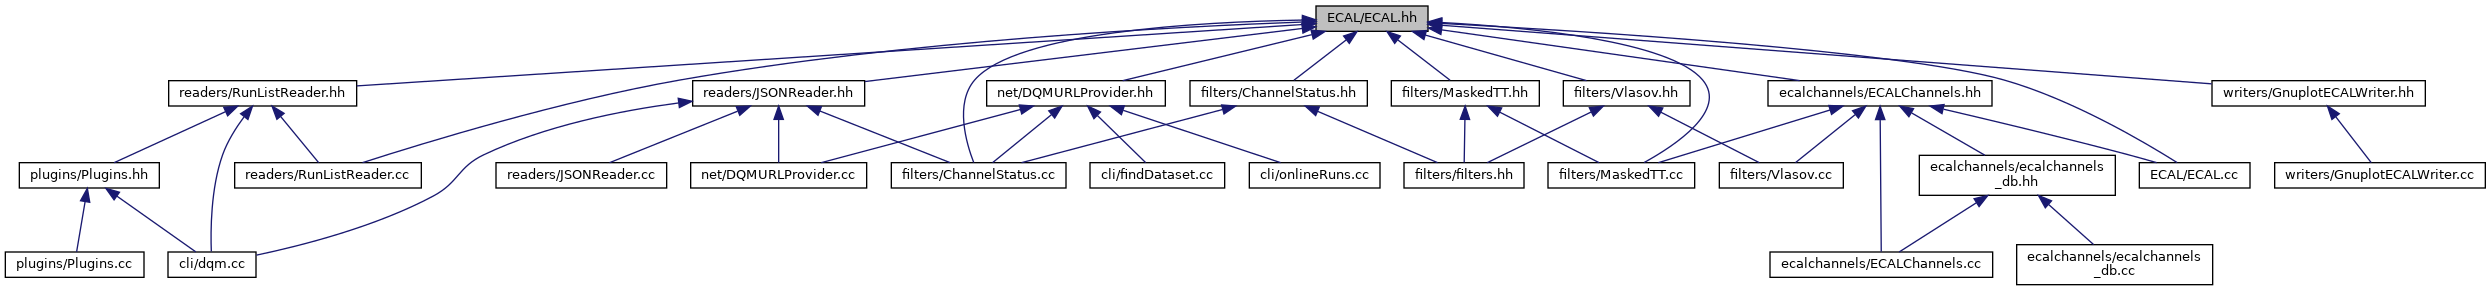 ECAL/ECAL.hh
readers/RunListReader.hh
readers/JSONReader.hh
net/DQMURLProvider.hh
filters/ChannelStatus.hh
filters/MaskedTT.hh
filters/Vlasov.hh
ecalchannels/ECALChannels.hh
writers/GnuplotECALWriter.hh
plugins/Plugins.hh
readers/RunListReader.cc
readers/JSONReader.cc
net/DQMURLProvider.cc
filters/ChannelStatus.cc
cli/findDataset.cc
cli/onlineRuns.cc
filters/filters.hh
filters/MaskedTT.cc
filters/Vlasov.cc
ecalchannels/ecalchannels
_db.hh
ECAL/ECAL.cc
writers/GnuplotECALWriter.cc
plugins/Plugins.cc
cli/dqm.cc
ecalchannels/ECALChannels.cc
ecalchannels/ecalchannels
_db.cc